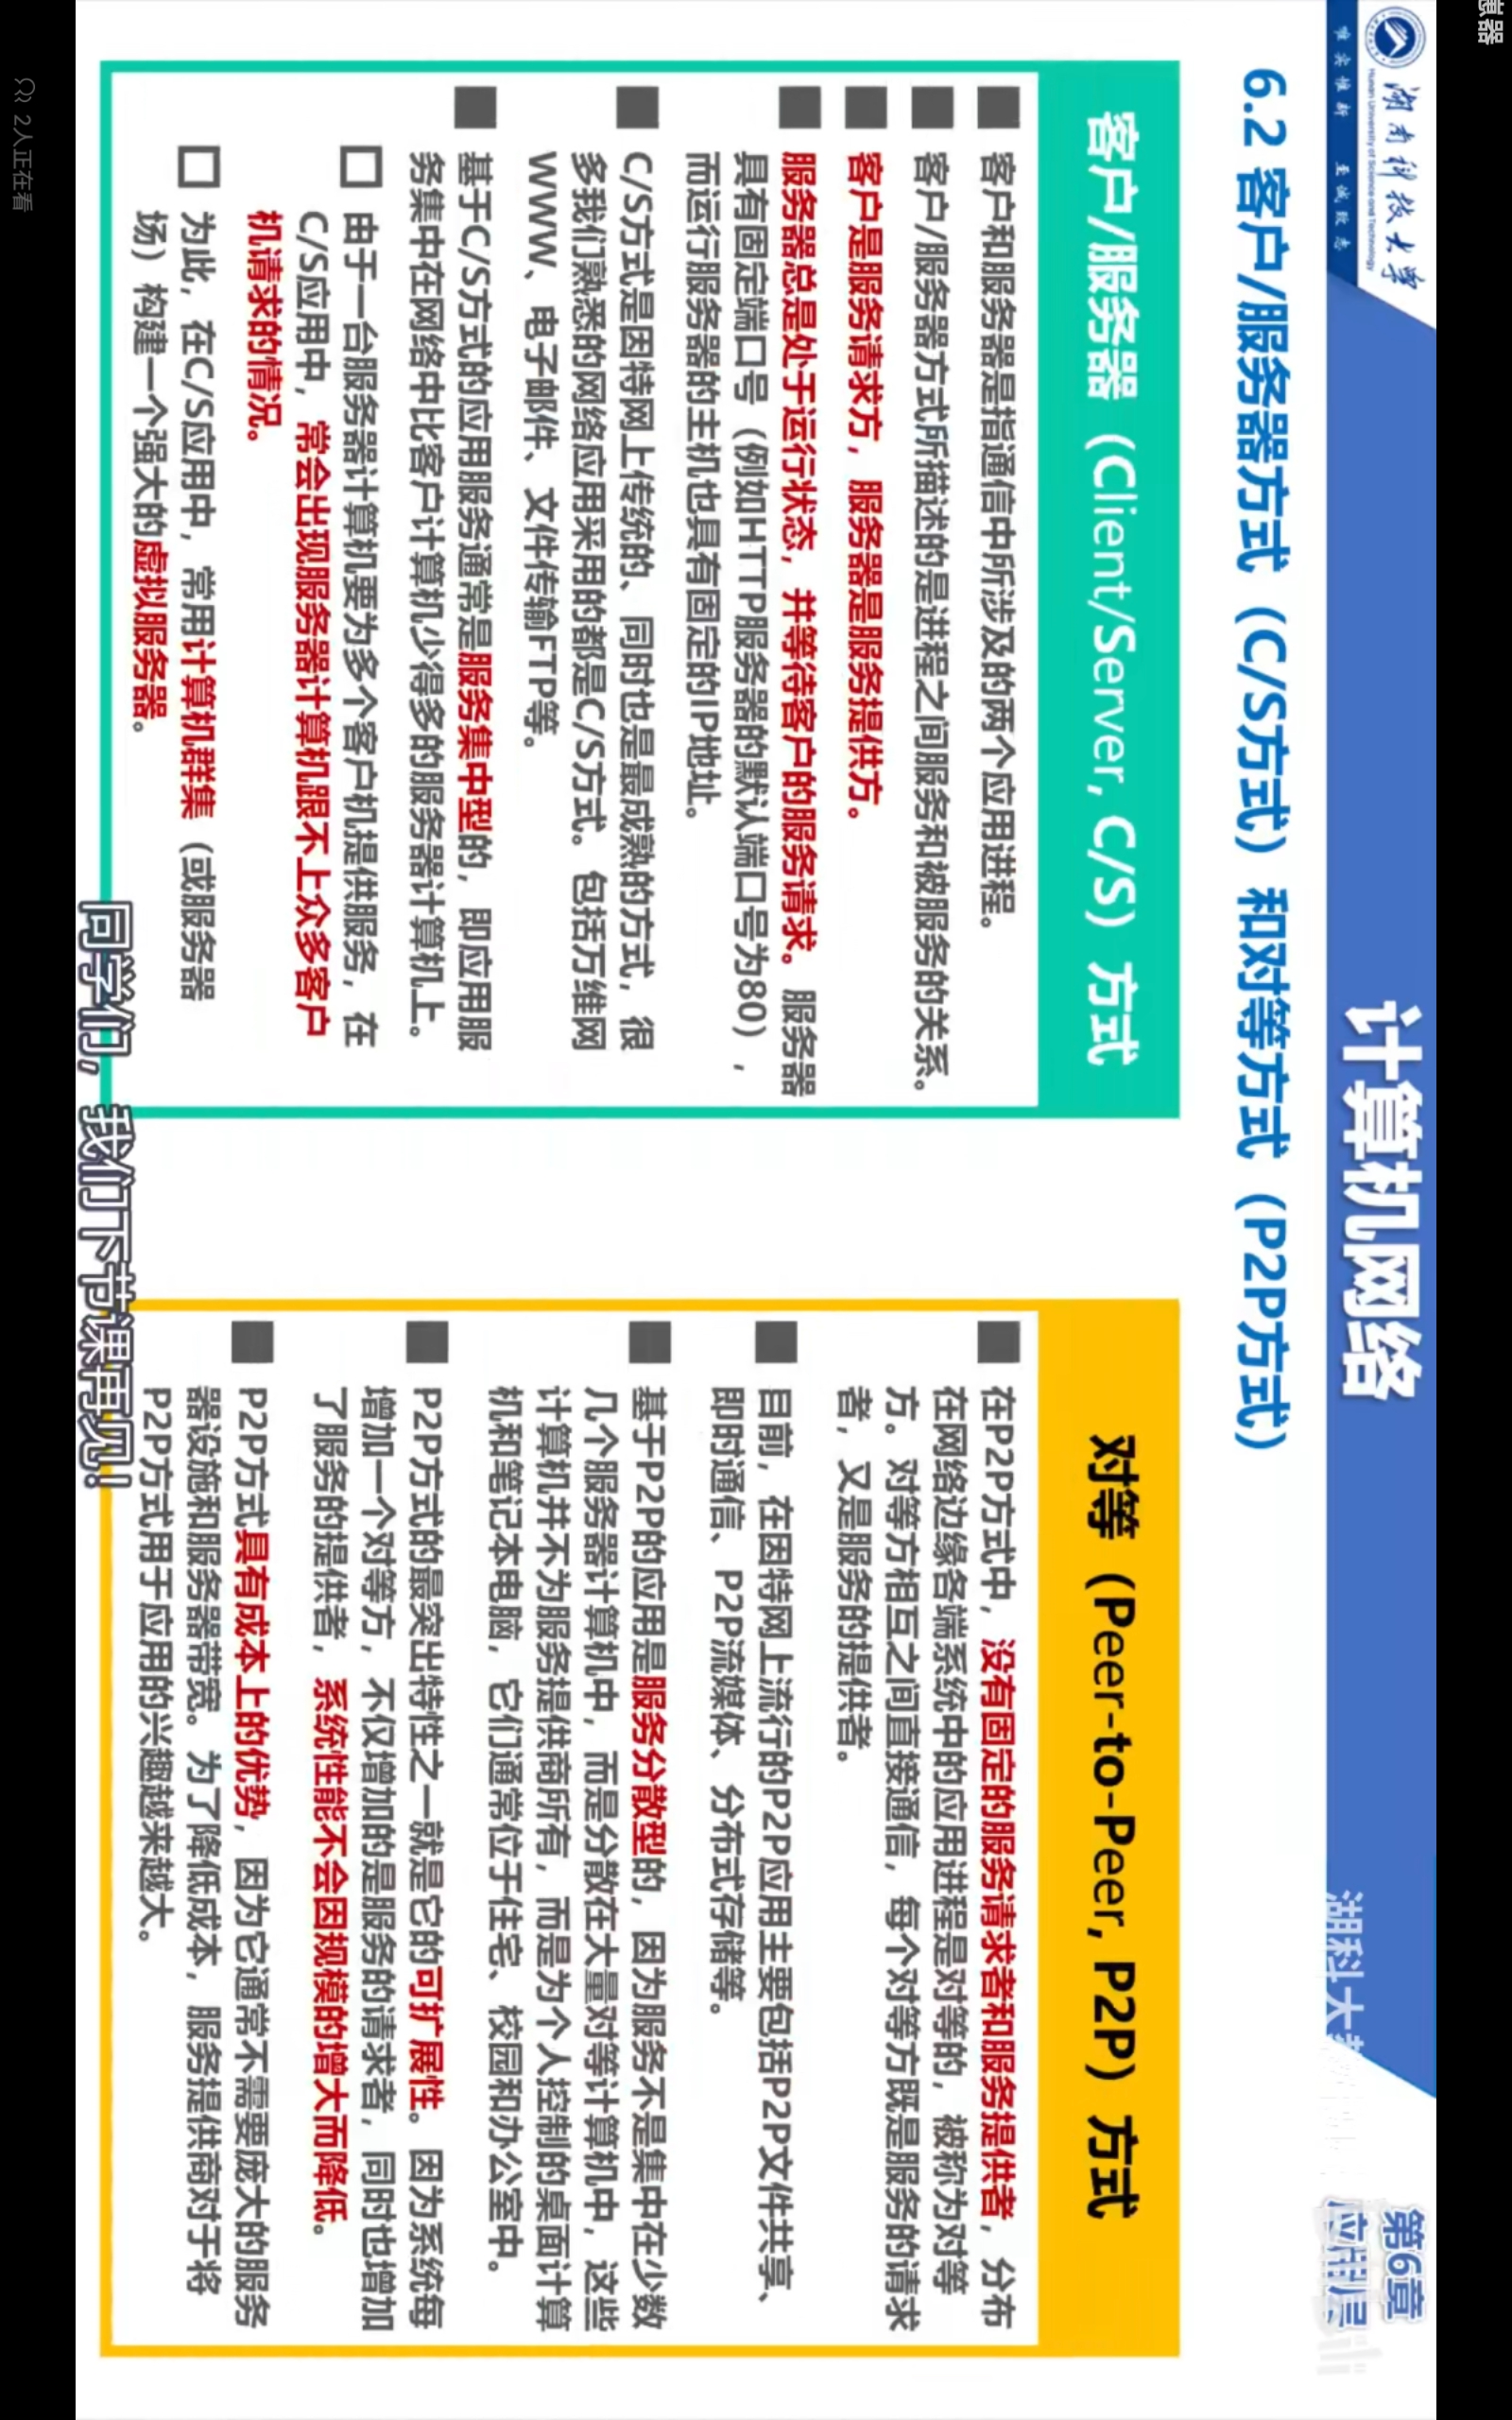 湖南科技大学
Hunan University of Science and Technology
唯实惟新 至诚致志
计算机网络
湖科大教
第6章
应用层
6.2 客户/服务器方式（C/S方式）和对等方式（P2P方式）
客户/服务器（Client/Server, C/S）方式
客户和服务器是指通信中所涉及的两个应用进程。
客户/服务器方式所描述的是进程之间服务和被服务的关系。
客户是服务请求方，服务器是服务提供方。
服务器总是处于运行状态，并等待客户的服务请求。服务器
具有固定端口号（例如HTTP服务器的默认端口号为80），
而运行服务器的主机也具有固定的IP地址。
C/S方式是因特网上传统的、同时也是最成熟的方式，很
多我们熟悉的网络应用采用的都是C/S方式。包括万维网
WWW、电子邮件、文件传输FTP等。
基于C/S方式的应用服务通常是服务集中型的，即应用服
务集中在网络中比客户计算机少得多的服务器计算机上。
由于一台服务器计算机要为多个客户机提供服务，在
C/S应用中，常会出现服务器计算机跟不上众多客户
机请求的情况。
为此，在C/S应用中，常用计算机群集（或服务器
场）构建一个强大的虚拟服务器。
对等（Peer-to-Peer, P2P）方式
在P2P方式中，没有固定的服务请求者和服务提供者，分布
在网络边缘各端系统中的应用进程是对等的，被称为对等
方。对等方相互之间直接通信，每个对等方既是服务的请求
者，又是服务的提供者。
目前，在因特网上流行的P2P应用主要包括P2P文件共享、
即时通信、P2P流媒体、分布式存储等。
基于P2P的应用是服务分散型的，因为服务不是集中在少数
几个服务器计算机中，而是分散在大量对等计算机中，这些
计算机并不为服务提供商所有，而是为个人控制的桌面计算
机和笔记本电脑，它们通常位于住宅、校园和办公室中。
P2P方式的最突出特性之一就是它的可扩展性。因为系统每
增加一个对等方，不仅增加的是服务的请求者，同时也增加
了服务的提供者，系统性能不会因规模的增大而降低。
P2P方式具有成本上的优势，因为它通常不需要庞大的服务
器设施和服务器带宽。为了降低成本，服务提供商对于将
P2P方式用于应用的兴趣越来越大。
同学们，我们下节课再见！
2人正在看